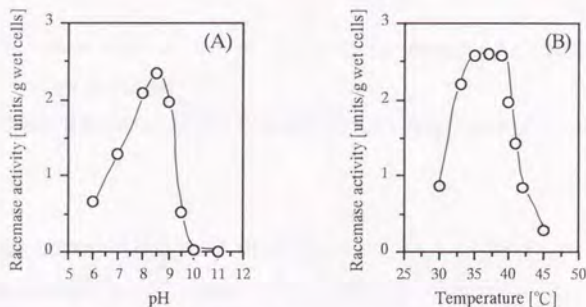 (A)
Racemase activity [units/g wet cells]
3
2
1
0
5 6 7 8 9 10 11 12
pH
(B)
Racemase activity [units/g wet cells]
3
2
1
0
25 30 35 40 45 50
Temperature [℃]